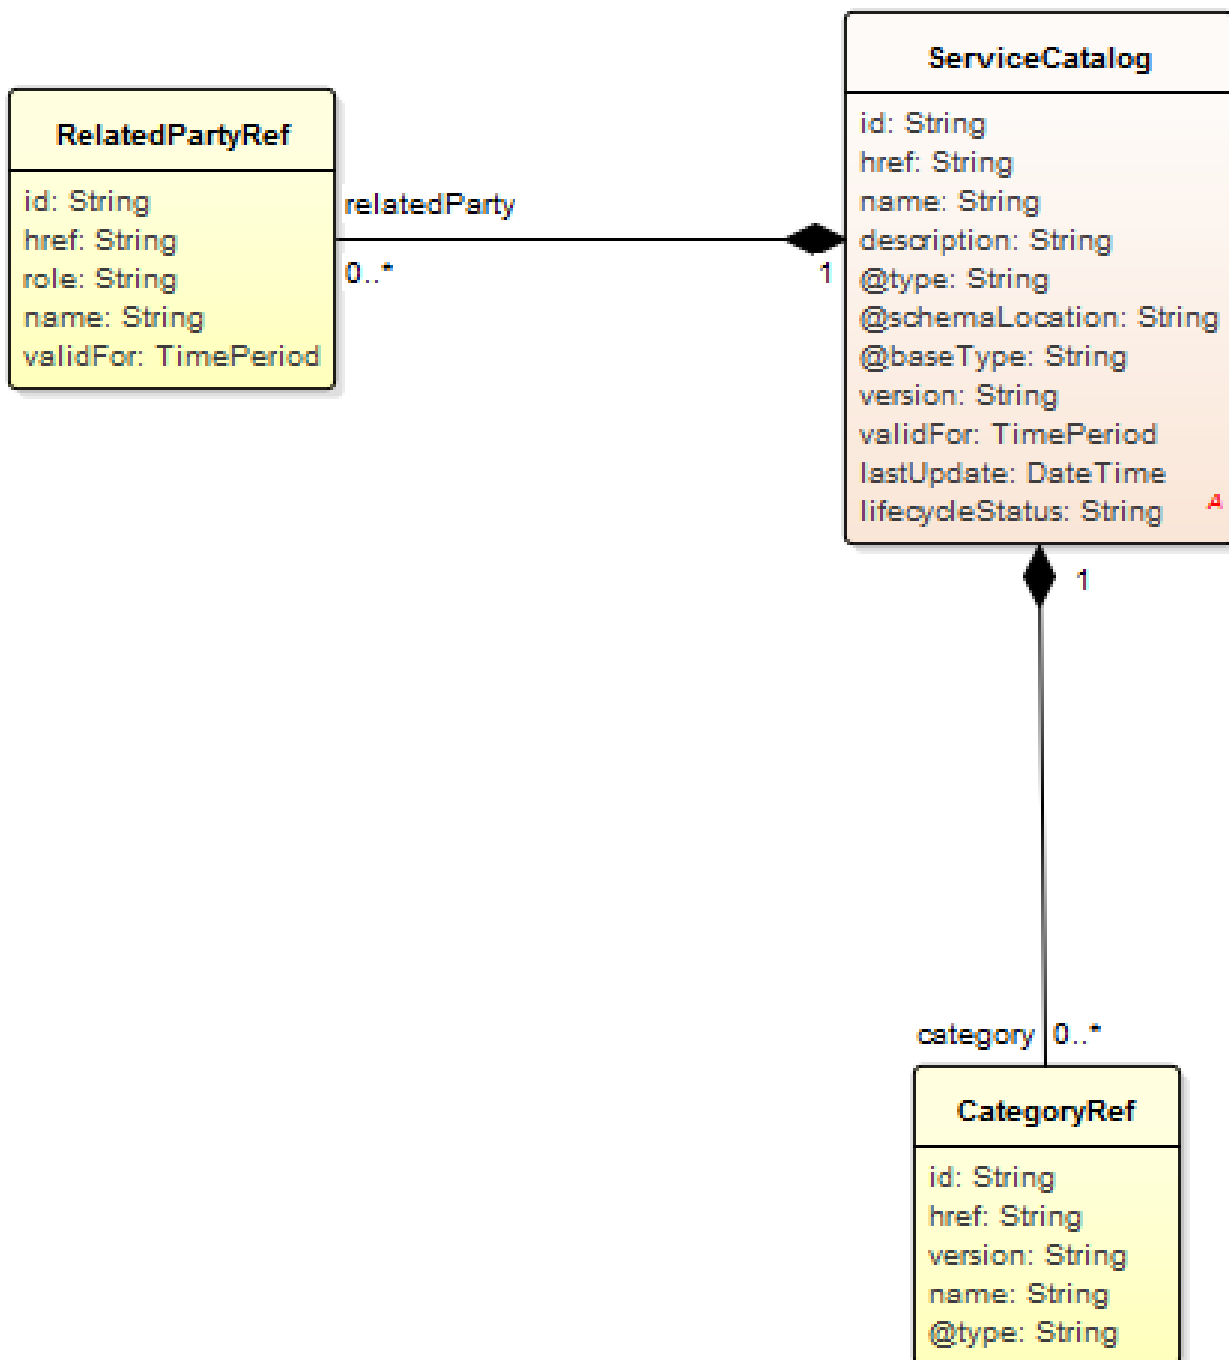 ServiceCatalog
id: String
href: String
name: String
description: String
@type: String
@schemaLocation: String
@baseType: String
version: String
validFor: TimePeriod
lastUpdate: DateTime
lifecycleStatus: String
A
RelatedPartyRef
id: String
href: String
role: String
name: String
validFor: TimePeriod
relatedParty
0..*
1
1
category 0..*
CategoryRef
id: String
href: String
version: String
name: String
@type: String